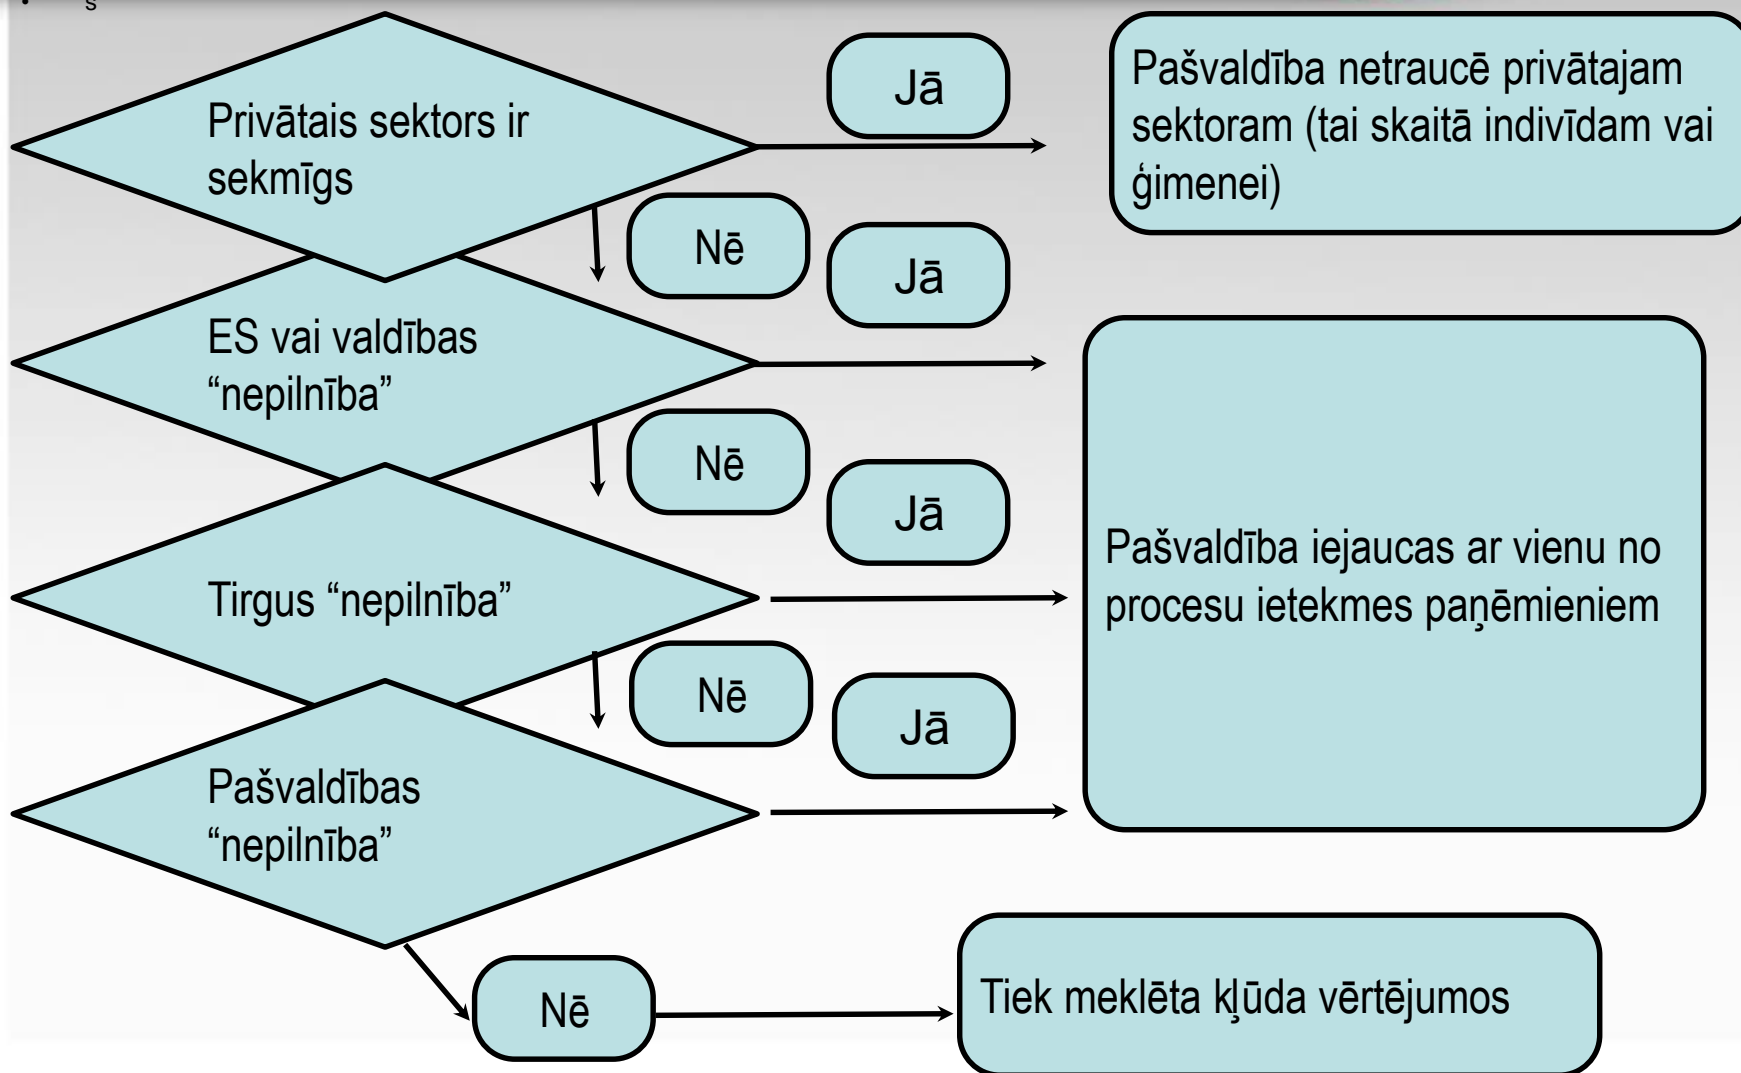 Privātais sektors ir
sekmīgs
Jā
Pašvaldība netraucē privātajam
sektoram (tai skaitā indivīdam vai
ģimenei)
Nē
Jā
ES vai valdības
“nepilnība”
Nē
Jā
Tirgus “nepilnība”
Pašvaldība iejaucas ar vienu no
procesu ietekmes paņēmieniem
Nē
Jā
Pašvaldības
“nepilnība”
Nē
Tiek meklēta kļūda vērtējumos